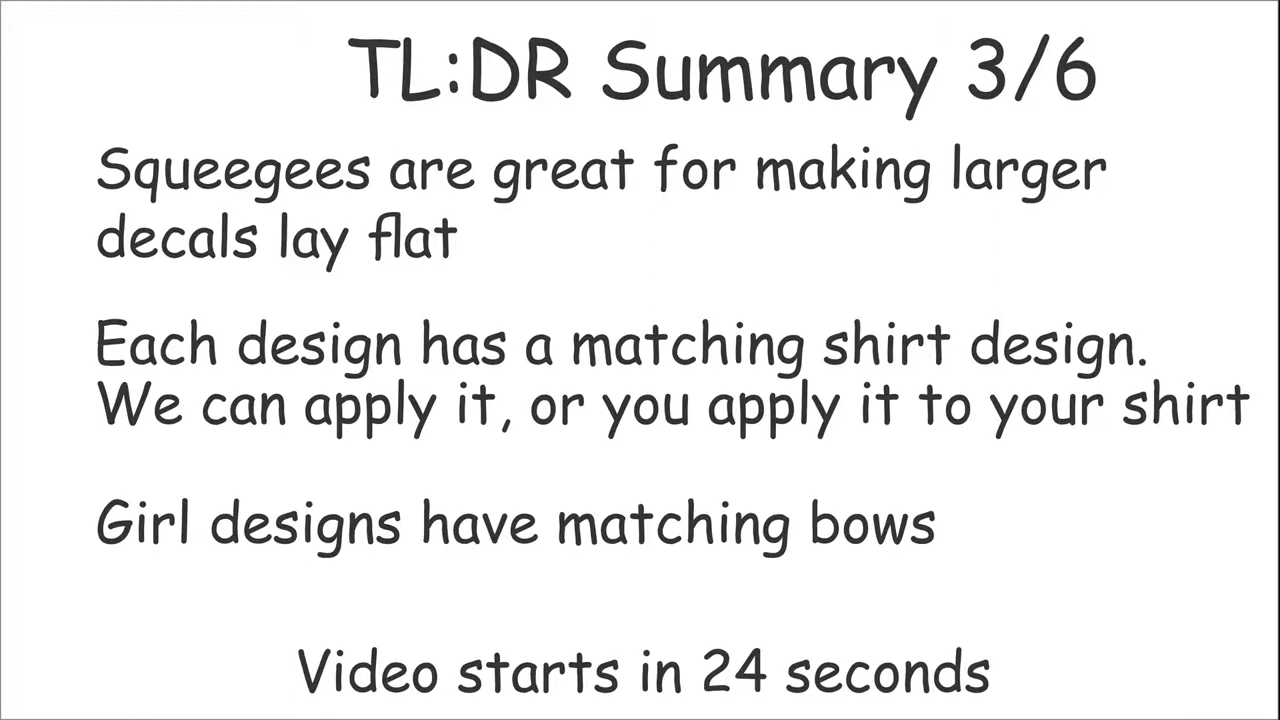 TL:DR Summary 3/6
Squeegees are great for making larger
decals lay flat
Each design has a matching shirt design.
We can apply it, or you apply it to your shirt
Girl designs have matching bows
Video starts in 24 seconds